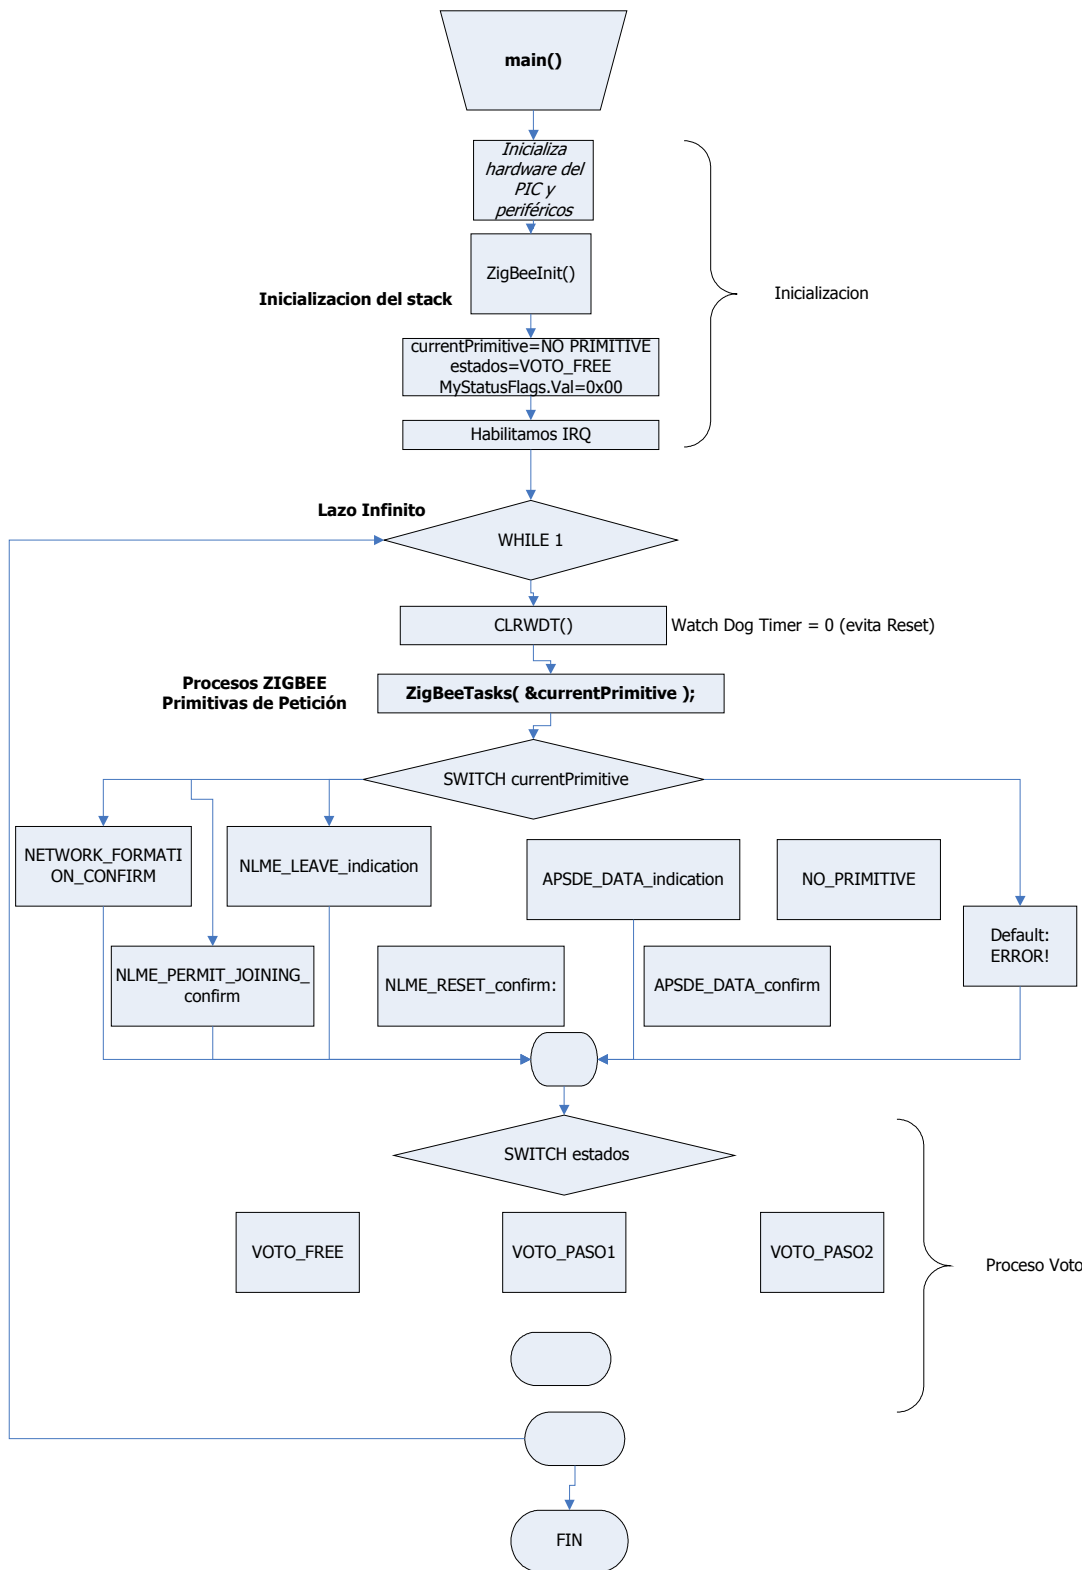 main()
Inicializa
hardware del
PIC y
periféricos
ZigBeeInit()
Inicializacion del stack
Inicializacion
currentPrimitive=NO PRIMITIVE
estados=VOTO_FREE
MyStatusFlags.Val=0x00
Habilitamos IRQ
Lazo Infinito
WHILE 1
CLRWDT()
Watch Dog Timer = 0 (evita Reset)
Procesos ZIGBEE
Primitivas de Petición
ZigBeeTasks( &currentPrimitive );
SWITCH currentPrimitive
NETWORK_FORMATI
ON_CONFIRM
NLME_LEAVE_indication
APSDE_DATA_indication
NO_PRIMITIVE
Default:
ERROR!
NLME_PERMIT_JOINING_
confirm
NLME_RESET_confirm:
APSDE_DATA_confirm
SWITCH estados
VOTO_FREE
VOTO_PASO1
VOTO_PASO2
Proceso Voto
FIN